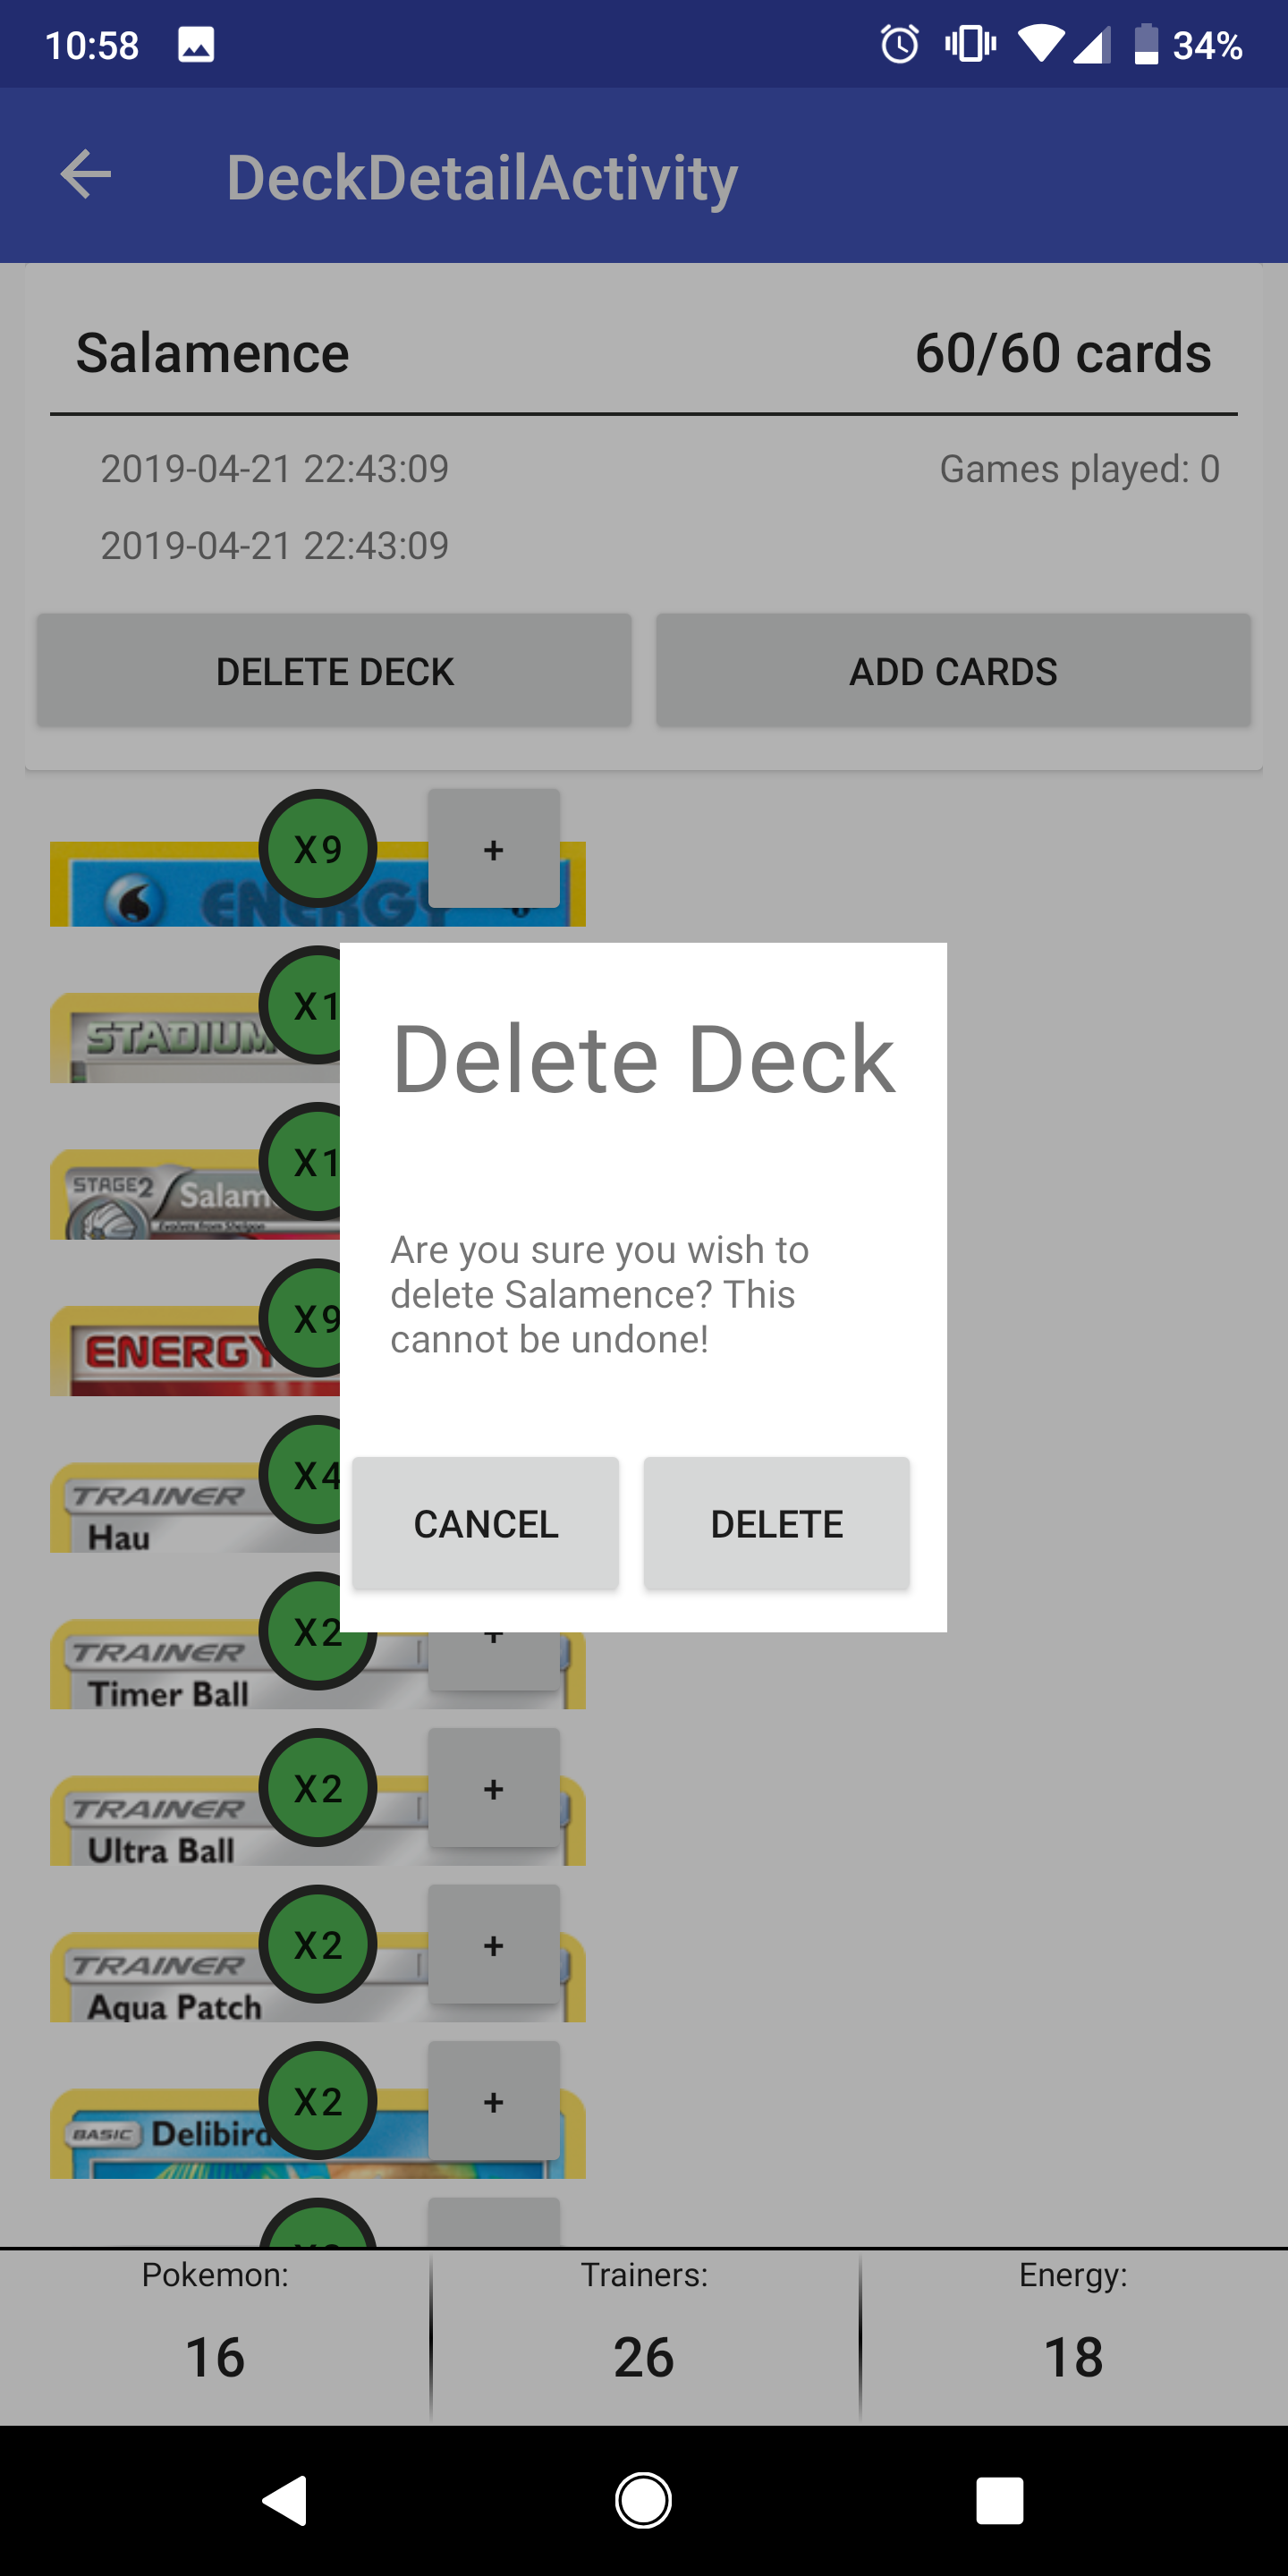 10:58
34%
DeckDetailActivity
Salamence
60/60 cards
2019-04-21 22:43:09
Games played: 0
2019-04-21 22:43:09
DELETE DECK
ADD CARDS
X9
+
ENERGY
X1
STADIUM
X1
STAGE2
Salam
Evolves from Shelgon
X9
ENERGY
X4
TRAINER
Hau
Delete Deck
Are you sure you wish to
delete Salamence? This
cannot be undone!
CANCEL
DELETE
X2
+
TRAINER
Timer Ball
X2
+
TRAINER
Ultra Ball
X2
+
TRAINER
Aqua Patch
X2
+
BASIC
Delibird
Pokemon:
Trainers:
Energy:
16
26
18